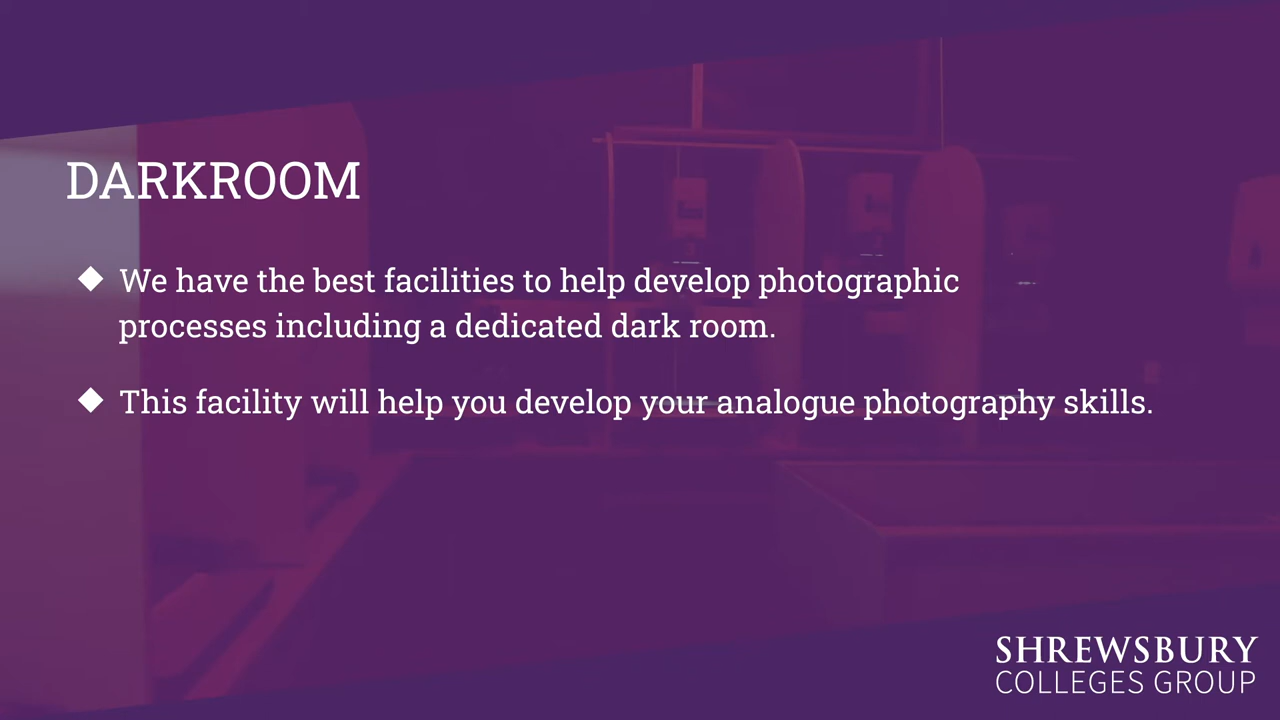 DARKROOM
We have the best facilities to help develop photographic
processes including a dedicated dark room.
This facility will help you develop your analogue photography skills.
SHREWSBURY
COLLEGES GROUP